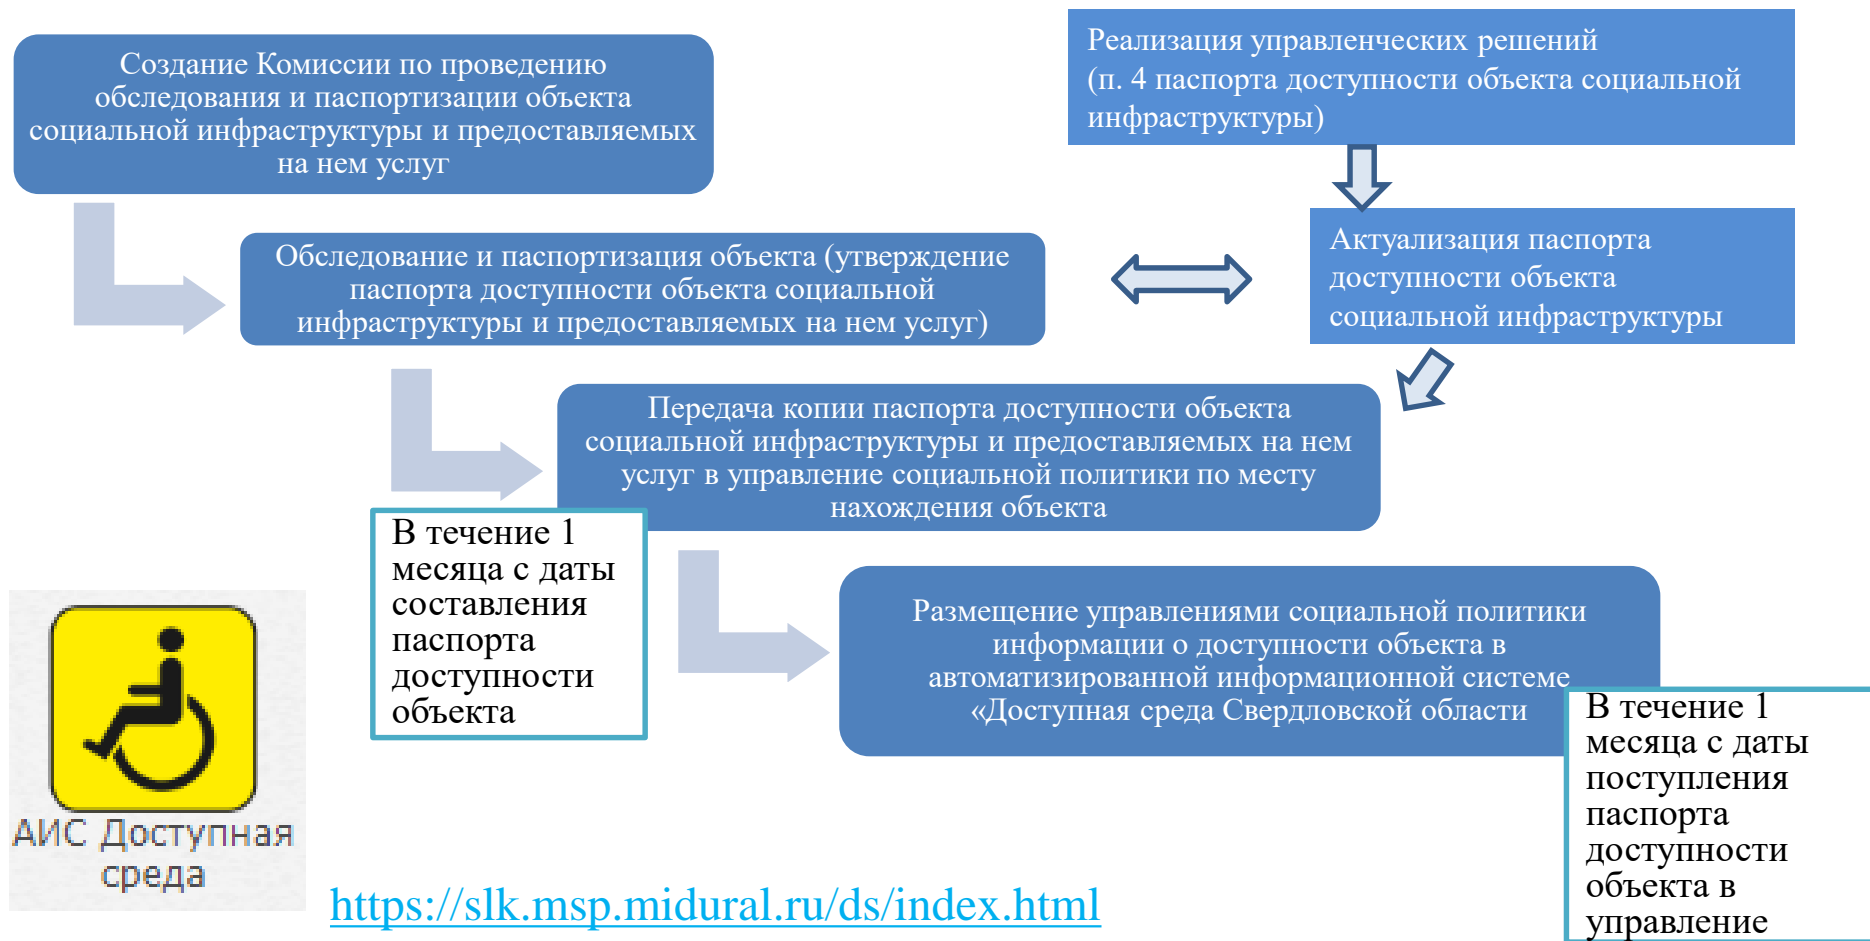 Создание Комиссии по проведению
обследования и паспортизации объекта
социальной инфраструктуры и предоставляемых
на нем услуг
Реализация управленческих решений
(п. 4 паспорта доступности объекта социальной
инфраструктуры)
Обследование и паспортизация объекта (утверждение
паспорта доступности объекта социальной
инфраструктуры и предоставляемых на нем услуг)
Актуализация паспорта
доступности объекта
социальной инфраструктуры
Передача копии паспорта доступности объекта
социальной инфраструктуры и предоставляемых на нем
услуг в управление социальной политики по месту
нахождения объекта
В течение 1
месяца с даты
составления
паспорта
доступности
объекта
Размещение управлениями социальной политики
информации о доступности объекта в
автоматизированной информационной системе
«Доступная среда Свердловской области
В течение 1
месяца с даты
поступления
паспорта
доступности
объекта в
управление
АИС Доступная
среда
https://slk.msp.midural.ru/ds/index.html